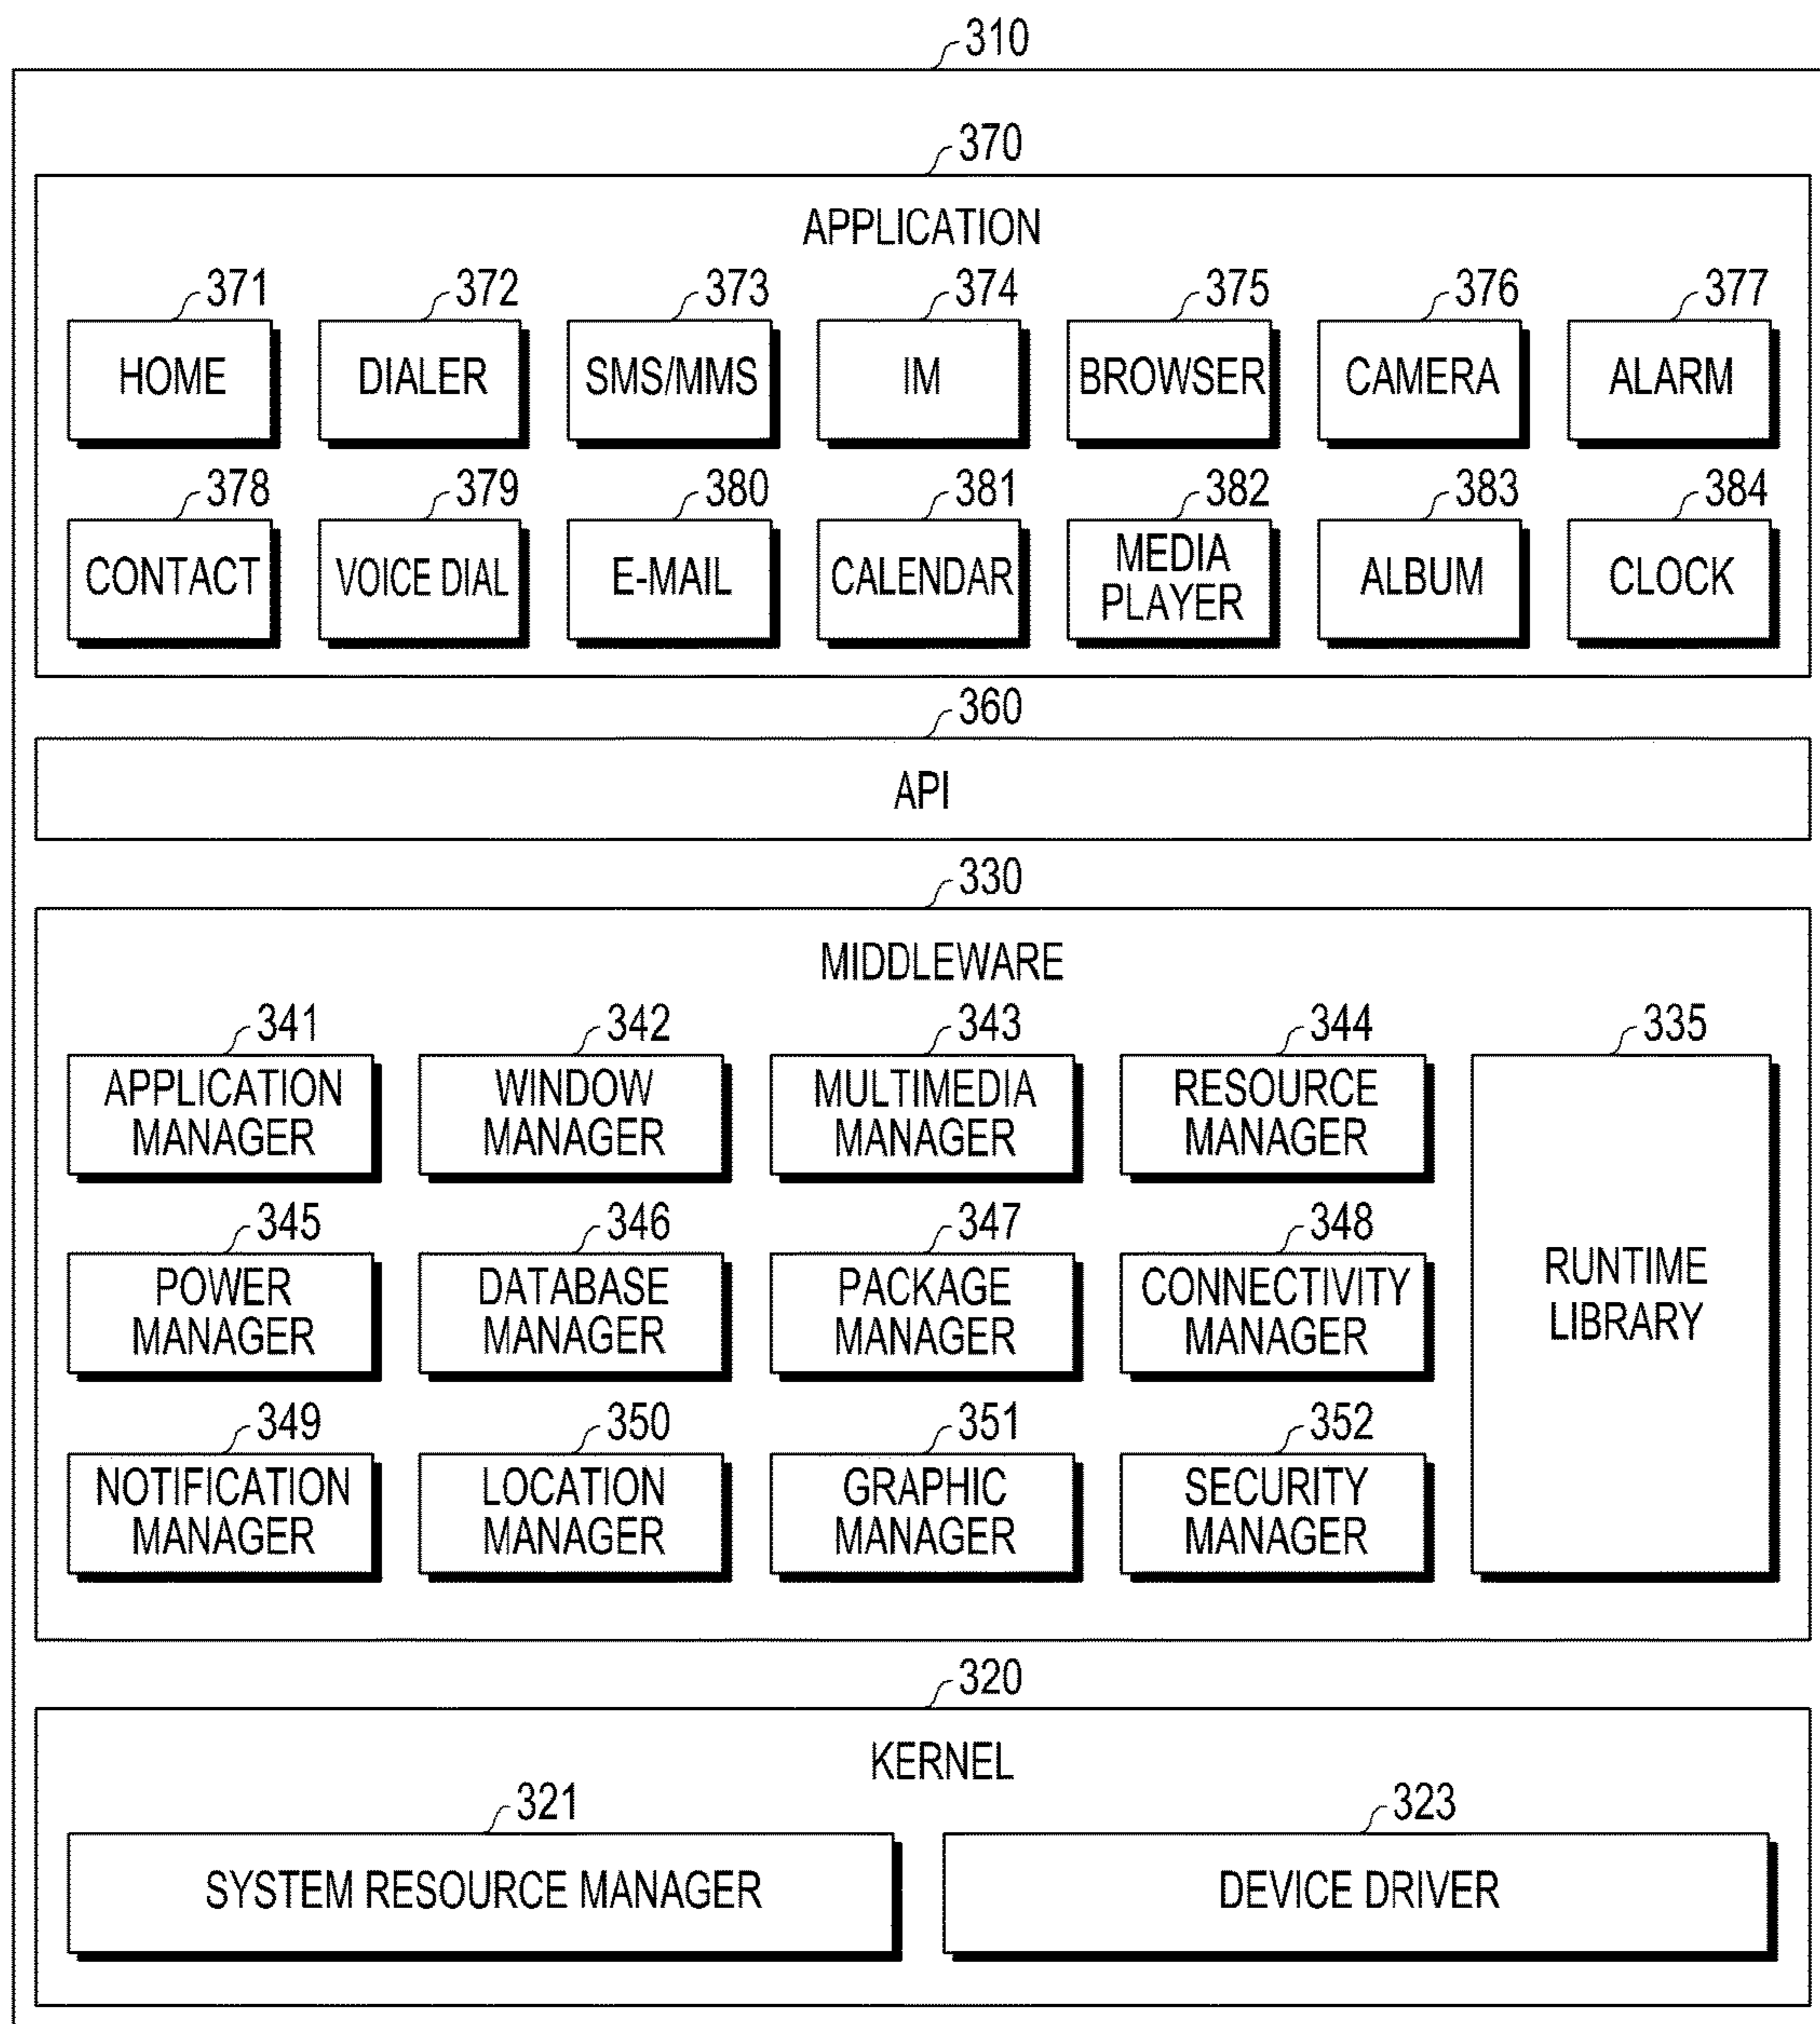 310
370
APPLICATION
371 372 373 374 375 376 377
HOME DIALER SMS/MMS IM BROWSER CAMERA ALARM
378 379 380 381 382 383 384
CONTACT VOICE DIAL E-MAIL CALENDAR MEDIA PLAYER ALBUM CLOCK
360
API
330
MIDDLEWARE
341 342 343 344 335
APPLICATION MANAGER WINDOW MANAGER MULTIMEDIA MANAGER RESOURCE MANAGER
345 346 347 348
POWER MANAGER DATABASE MANAGER PACKAGE MANAGER CONNECTIVITY MANAGER RUNTIME LIBRARY
349 350 351 352
NOTIFICATION MANAGER LOCATION MANAGER GRAPHIC MANAGER SECURITY MANAGER
320
KERNEL
321 323
SYSTEM RESOURCE MANAGER DEVICE DRIVER